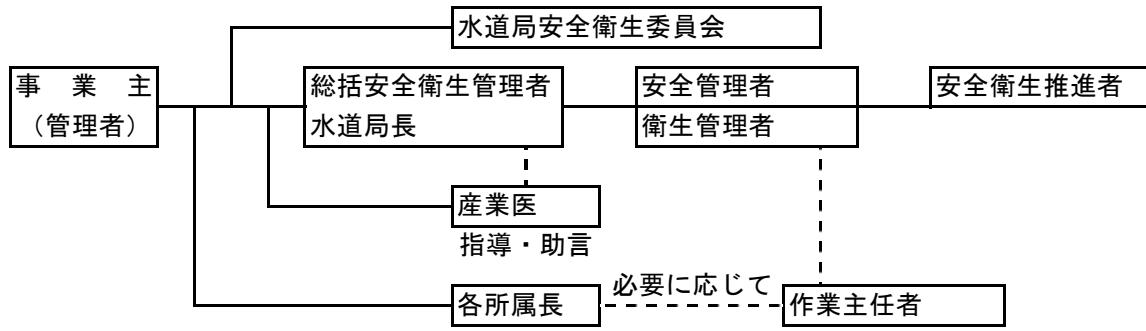 水道局安全衛生委員会
事　業　主
（管理者）
総括安全衛生管理者
水道局長
安全管理者
衛生管理者
安全衛生推進者
産業医
指導・助言
各所属長
必要に応じて
作業主任者